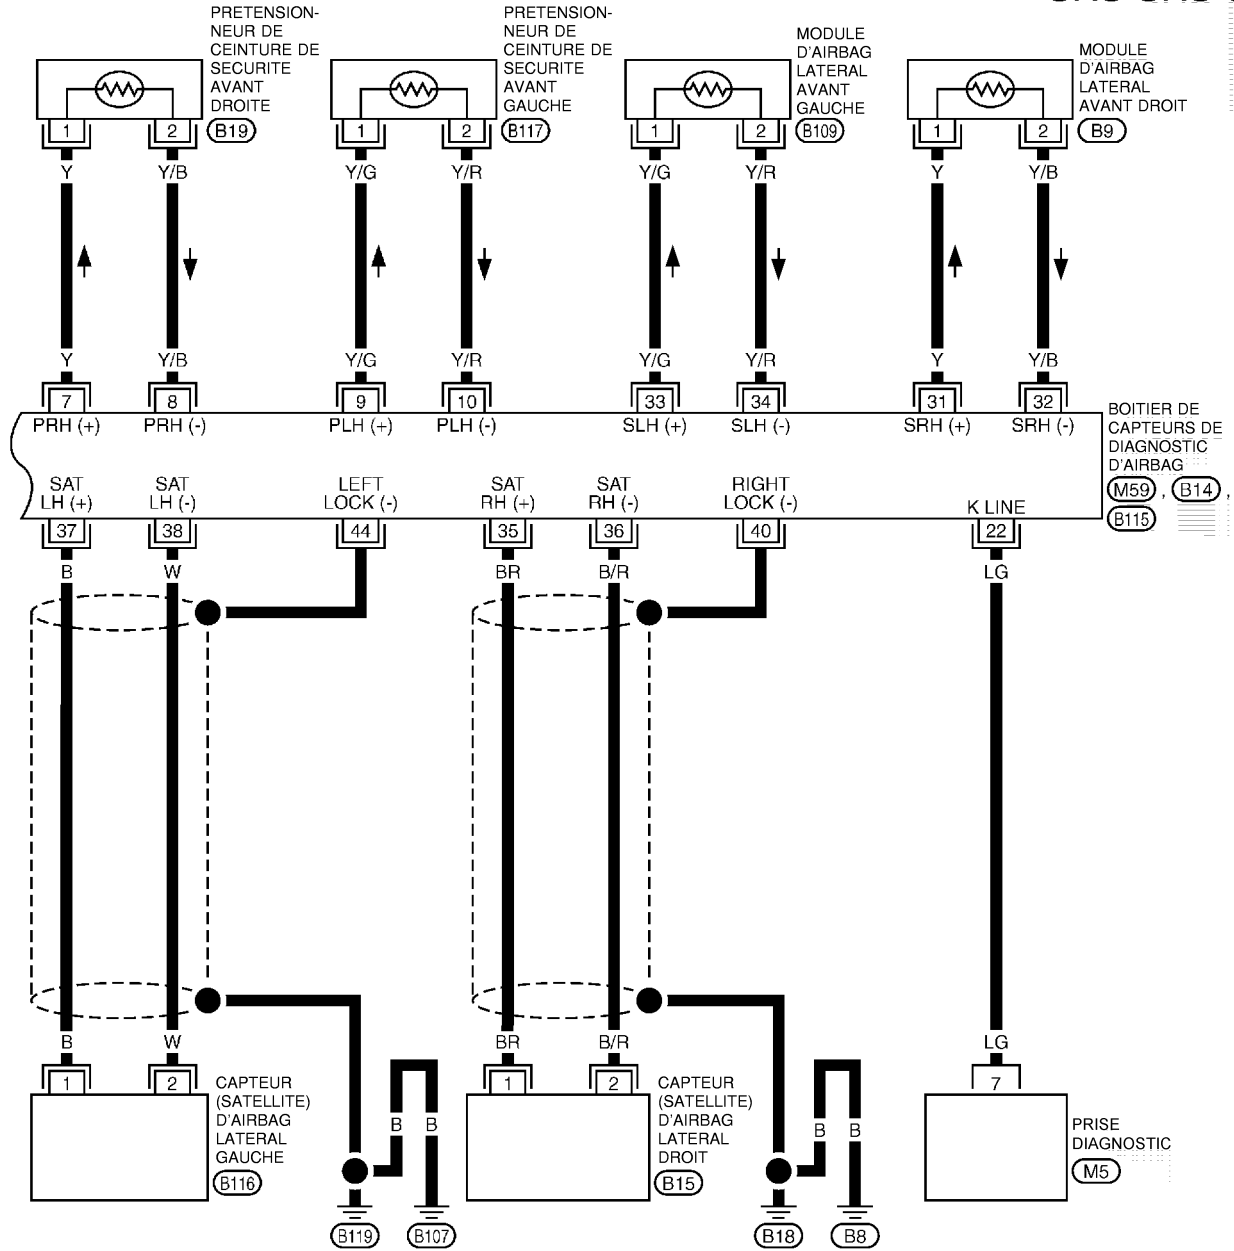 PRETENSION-
NEUR DE
CEINTURE DE
SECURITE
AVANT
DROITE
B19
PRETENSION-
NEUR DE
CEINTURE DE
SECURITE
AVANT
GAUCHE
B117
MODULE
D'AIRBAG
LATERAL
AVANT
GAUCHE
B109
MODULE
D'AIRBAG
LATERAL
AVANT DROIT
B9
1 2 1 2 1 2 1 2
Y Y/B Y/G Y/R Y/G Y/R Y Y/B
Y Y/B Y/G Y/R Y/G Y/R Y Y/B
7 8 9 10 33 34 31 32
PRH (+) PRH (-) PLH (+) PLH (-) SLH (+) SLH (-) SRH (+) SRH (-)
BOITIER DE
CAPTEURS DE
DIAGNOSTIC
D'AIRBAG
M59 , B14 ,
B115
SAT SAT LEFT SAT SAT RIGHT
LH (+) LH (-) LOCK (-) RH (+) RH (-) LOCK (-) K LINE
37 38 44 35 36 40 22
B W BR B/R LG
B W BR B/R LG
1 2 1 2 7
CAPTEUR
(SATELLITE)
D'AIRBAG
LATERAL
GAUCHE
B116
B B
B119 B107
CAPTEUR
(SATELLITE)
D'AIRBAG
LATERAL
DROIT
B15
B B
B18 B8
PRISE
DIAGNOSTIC
M5